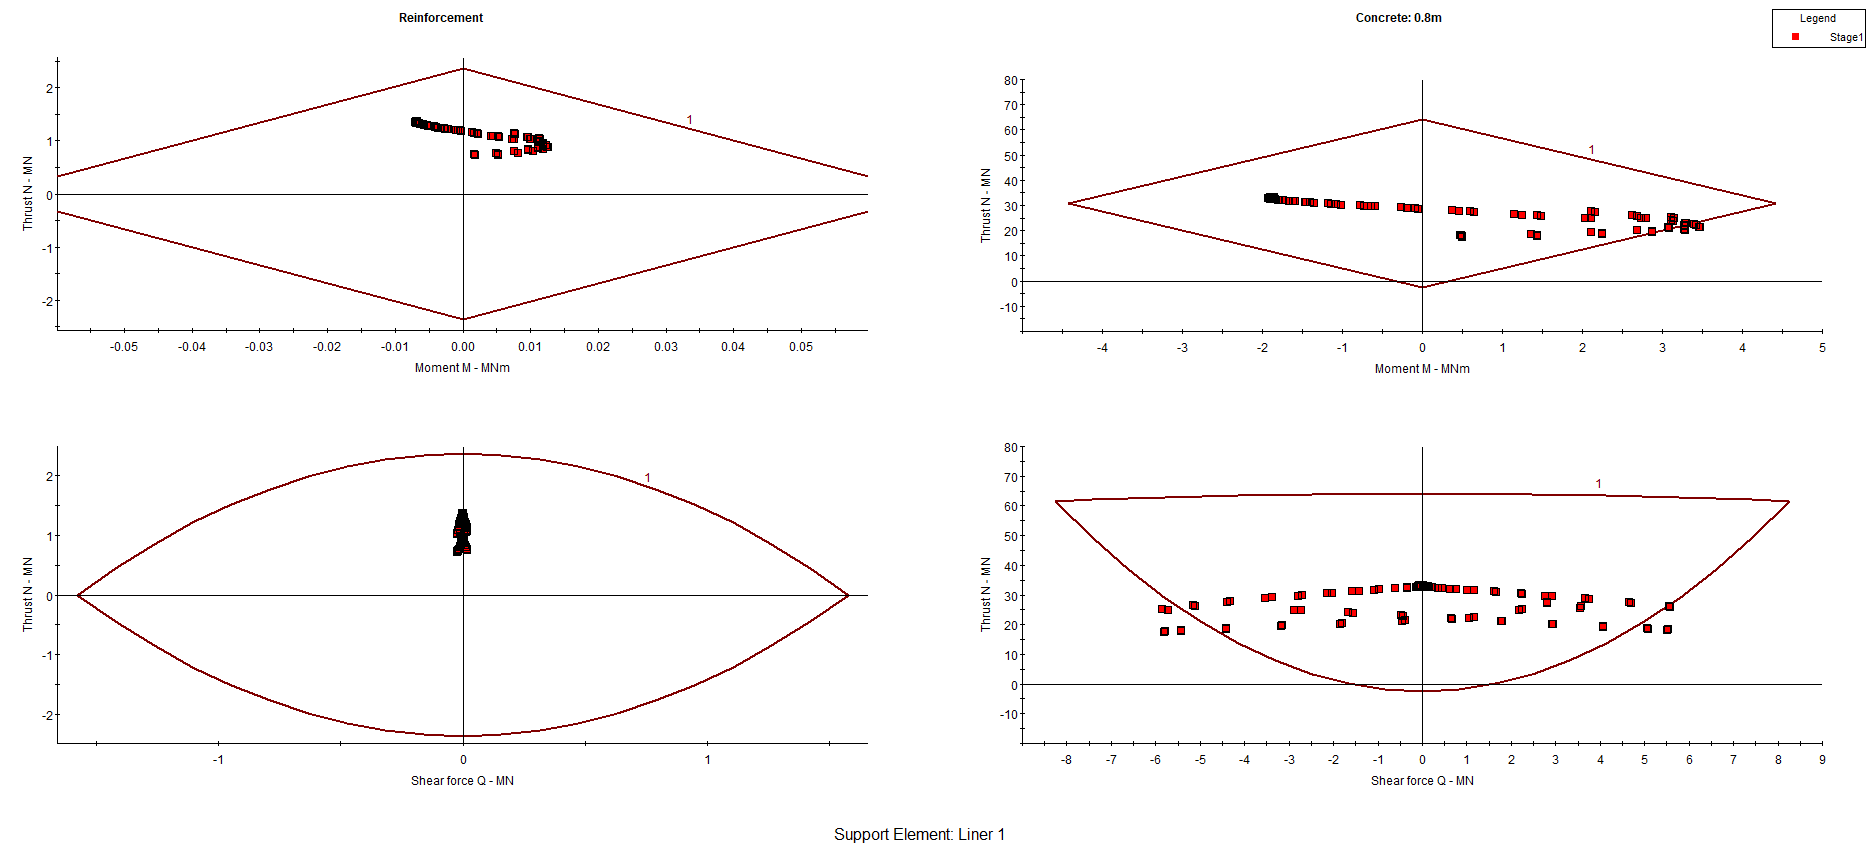 Reinforcement
Concrete: 0.8m
Legend
Stage1
Thrust N - MN
2
1
0
-1
-2
1
-0.05 -0.04 -0.03 -0.02 -0.01 0.00 0.01 0.02 0.03 0.04 0.05
Moment M - MNm
Thrust N - MN
80
70
60
50
40
30
20
10
0
-10
1
-4 -3 -2 -1 0 1 2 3 4 5
Moment M - MNm
Thrust N - MN
2
1
0
-1
-2
1
-1 0 1
Shear force Q - MN
Thrust N - MN
80
70
60
50
40
30
20
10
0
-10
1
-8 -7 -6 -5 -4 -3 -2 -1 0 1 2 3 4 5 6 7 8 9
Shear force Q - MN
Support Element: Liner 1